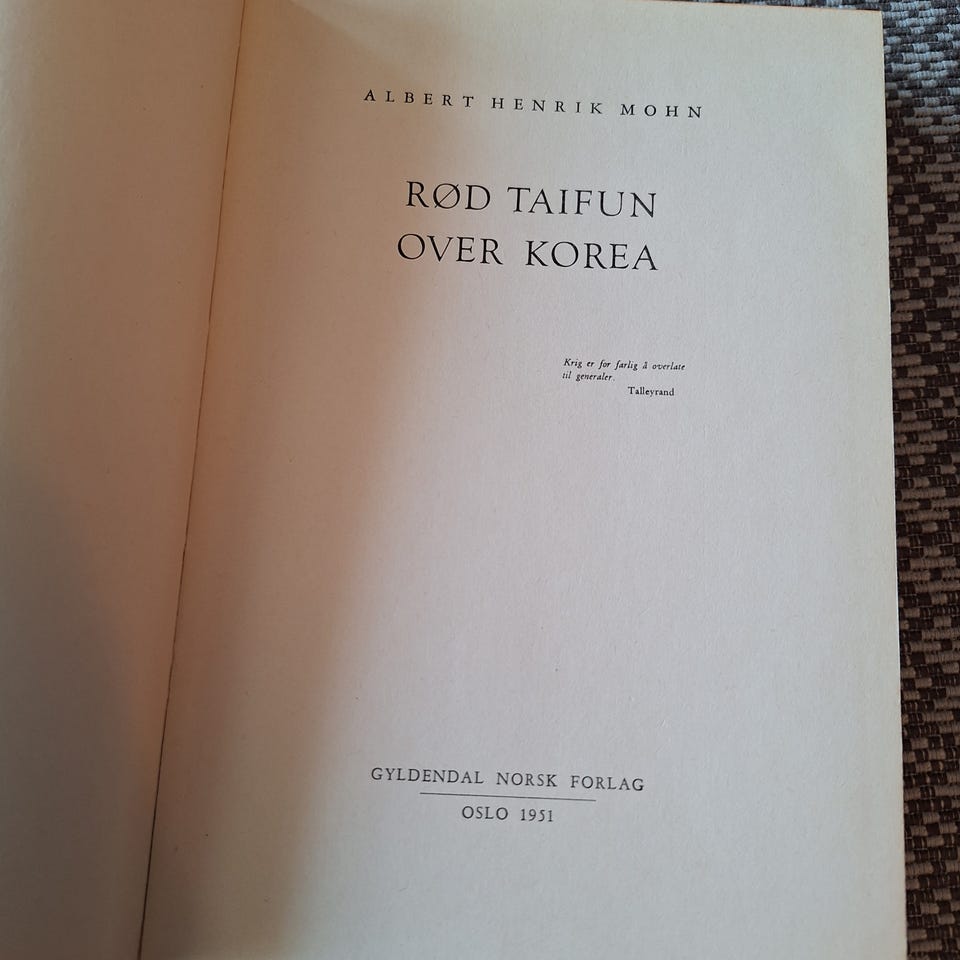 ALBERT HENRIK MOHN
RØD TAIFUN
OVER KOREA
Krig er for farlig å overlate
til generaler.
Talleyrand
GYLDENDAL NORSK FORLAG
OSLO 1951